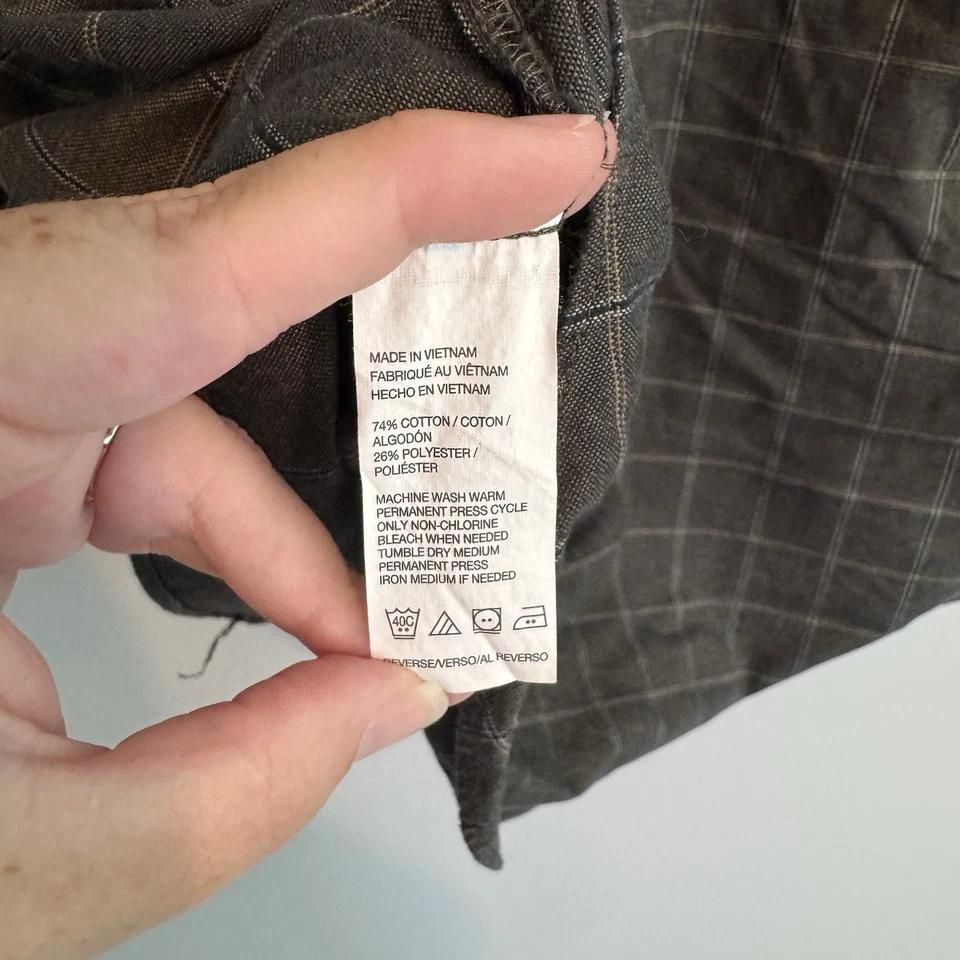 MADE IN VIETNAM
FABRIQUÉ AU VIÊTNAM
HECHO EN VIETNAM
74% COTTON / COTON /
ALGODÓN
26% POLYESTER /
POLIÉSTER
MACHINE WASH WARM
PERMANENT PRESS CYCLE
ONLY NON-CHLORINE
BLEACH WHEN NEEDED
TUMBLE DRY MEDIUM
PERMANENT PRESS
IRON MEDIUM IF NEEDED
40C
REVERSE/VERSO/AL REVERSO